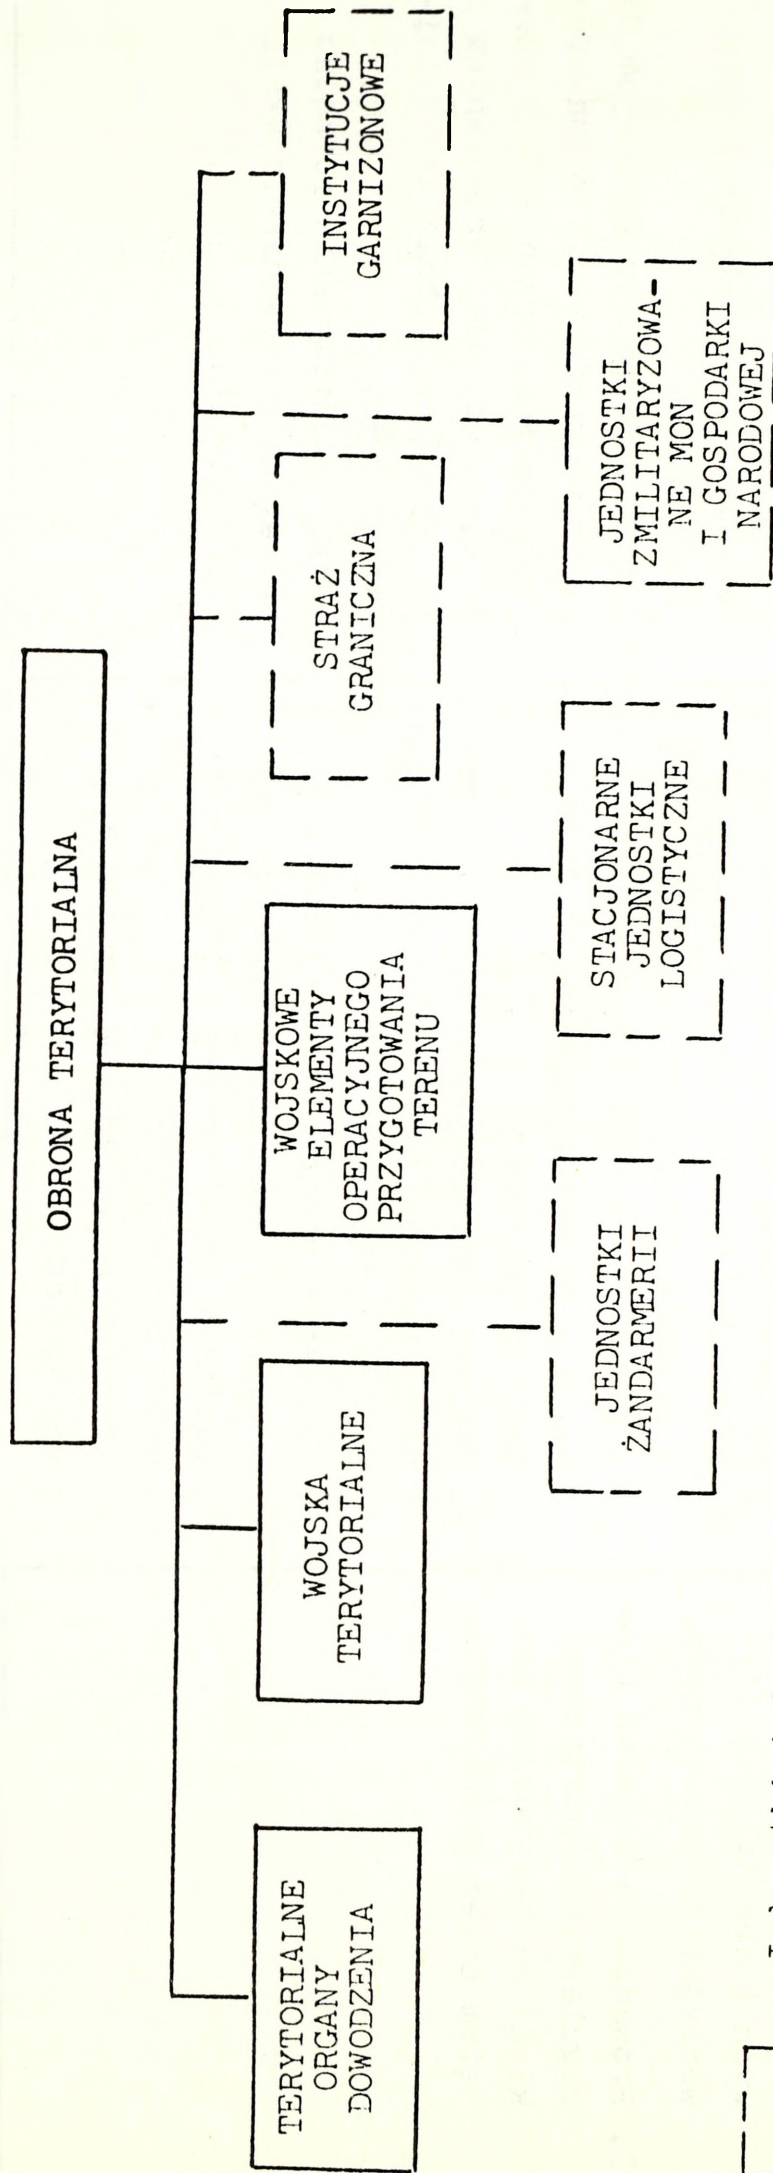 OBRONA TERYTORIALNA
TERYTORIALNE
ORGANY
DOWODZENIA
WOJSKA
TERYTORIALNE
WOJSKOWE
ELEMENTY
OPERACYJNEGO
PRZYGOTOWANIA
TERENU
STRAŻ
GRANICZNA
INSTYTUCJE
GARNIZONOWE
JEDNOSTKI
ŻANDARMERII
STACJONARNE
JEDNOSTKI
LOGISTYCZNE
JEDNOSTKI
ZMILITARYZOWA-
NE MON
I GOSPODARKI
NARODOWEJ